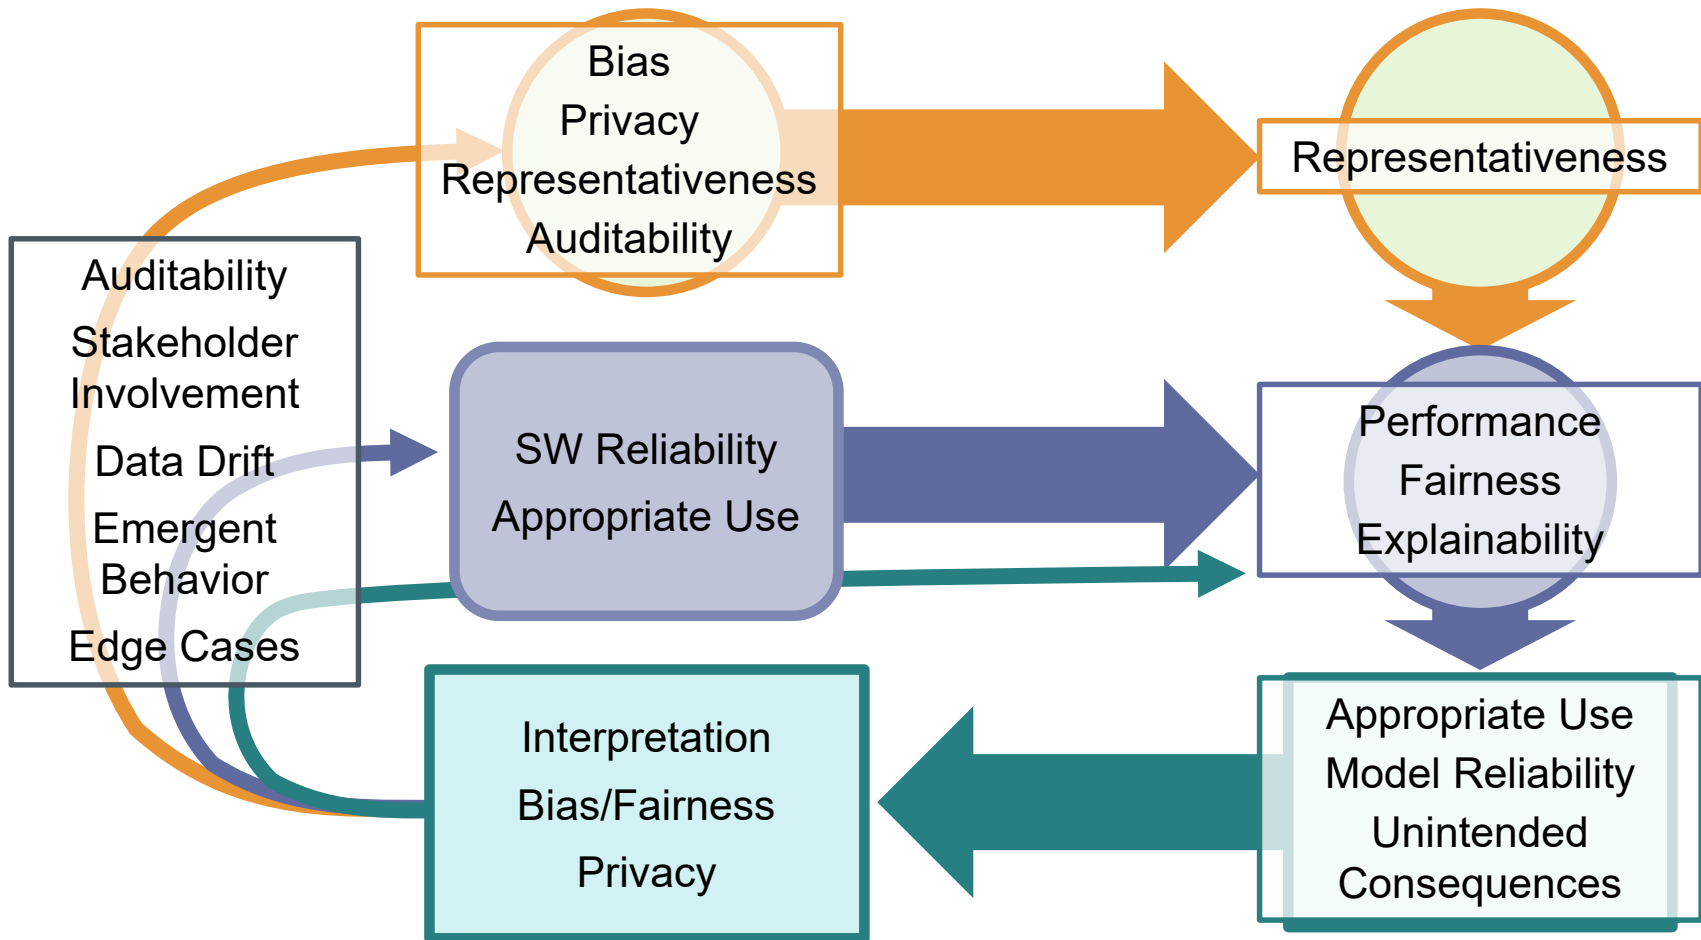 Bias
Privacy
Representativeness
Auditability
Representativeness
Auditability
Stakeholder
Involvement
Data Drift
Emergent
Behavior
Edge Cases
SW Reliability
Appropriate Use
Performance
Fairness
Explainability
Interpretation
Bias/Fairness
Privacy
Appropriate Use
Model Reliability
Unintended
Consequences